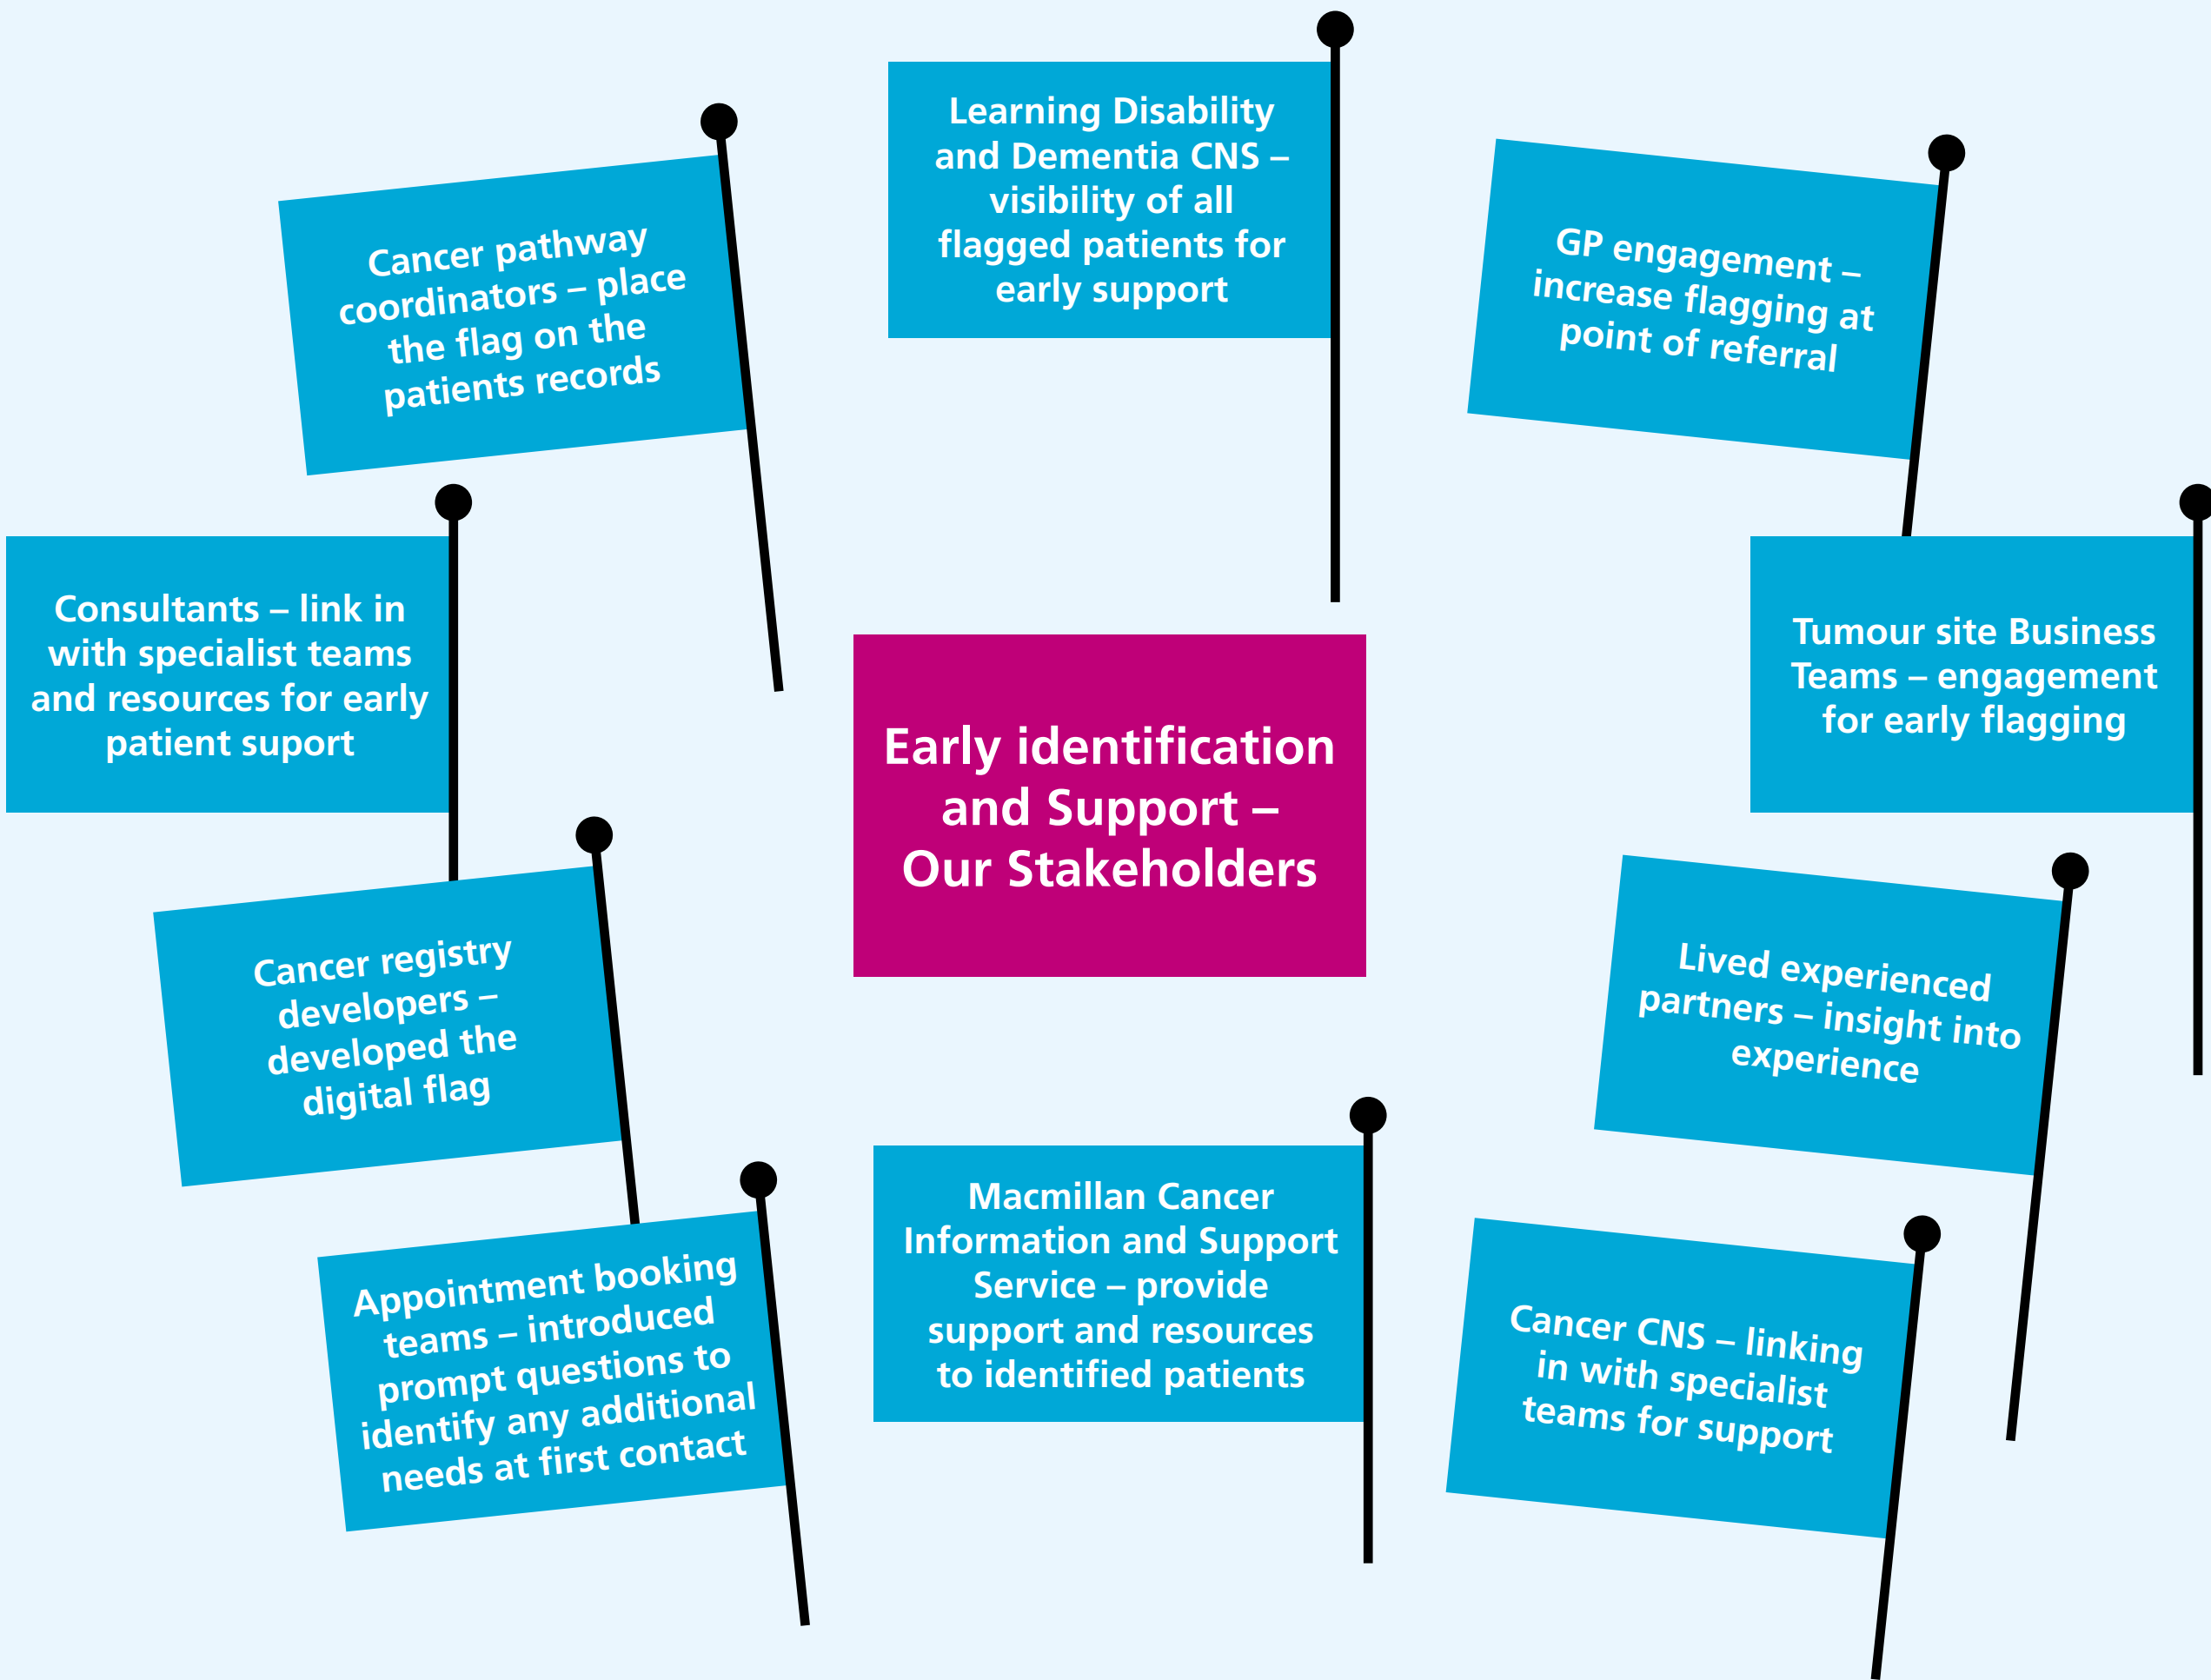 Learning Disability
and Dementia CNS –
visibility of all
flagged patients for
early support
Cancer pathway
coordinators – place
the flag on the
patients records
GP engagement –
increase flagging at
point of referral
Consultants – link in
with specialist teams
and resources for early
patient suport
Early identification
and Support –
Our Stakeholders
Tumour site Business
Teams – engagement
for early flagging
Cancer registry
developers –
developed the
digital flag
Lived experienced
partners – insight into
experience
Appointment booking
teams – introduced
prompt questions to
identify any additional
needs at first contact
Macmillan Cancer
Information and Support
Service – provide
support and resources
to identified patients
Cancer CNS – linking
in with specialist
teams for support